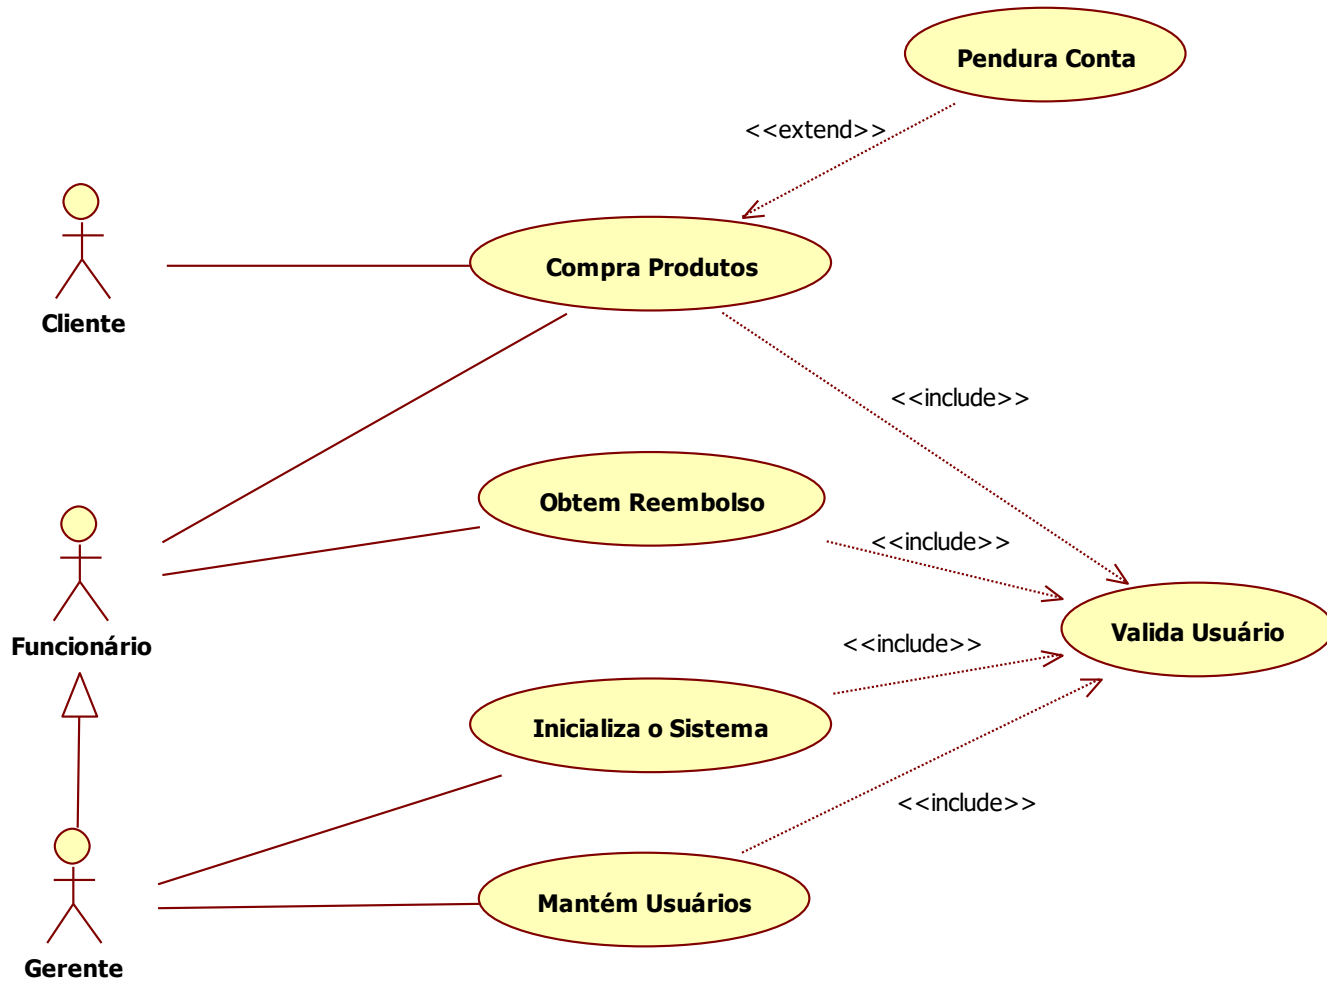 Pendura Conta
<<extend>>
Compra Produtos
Cliente
<<include>>
Obtem Reembolso
<<include>>
Funcionário
Valida Usuário
<<include>>
Inicializa o Sistema
<<include>>
Mantém Usuários
Gerente